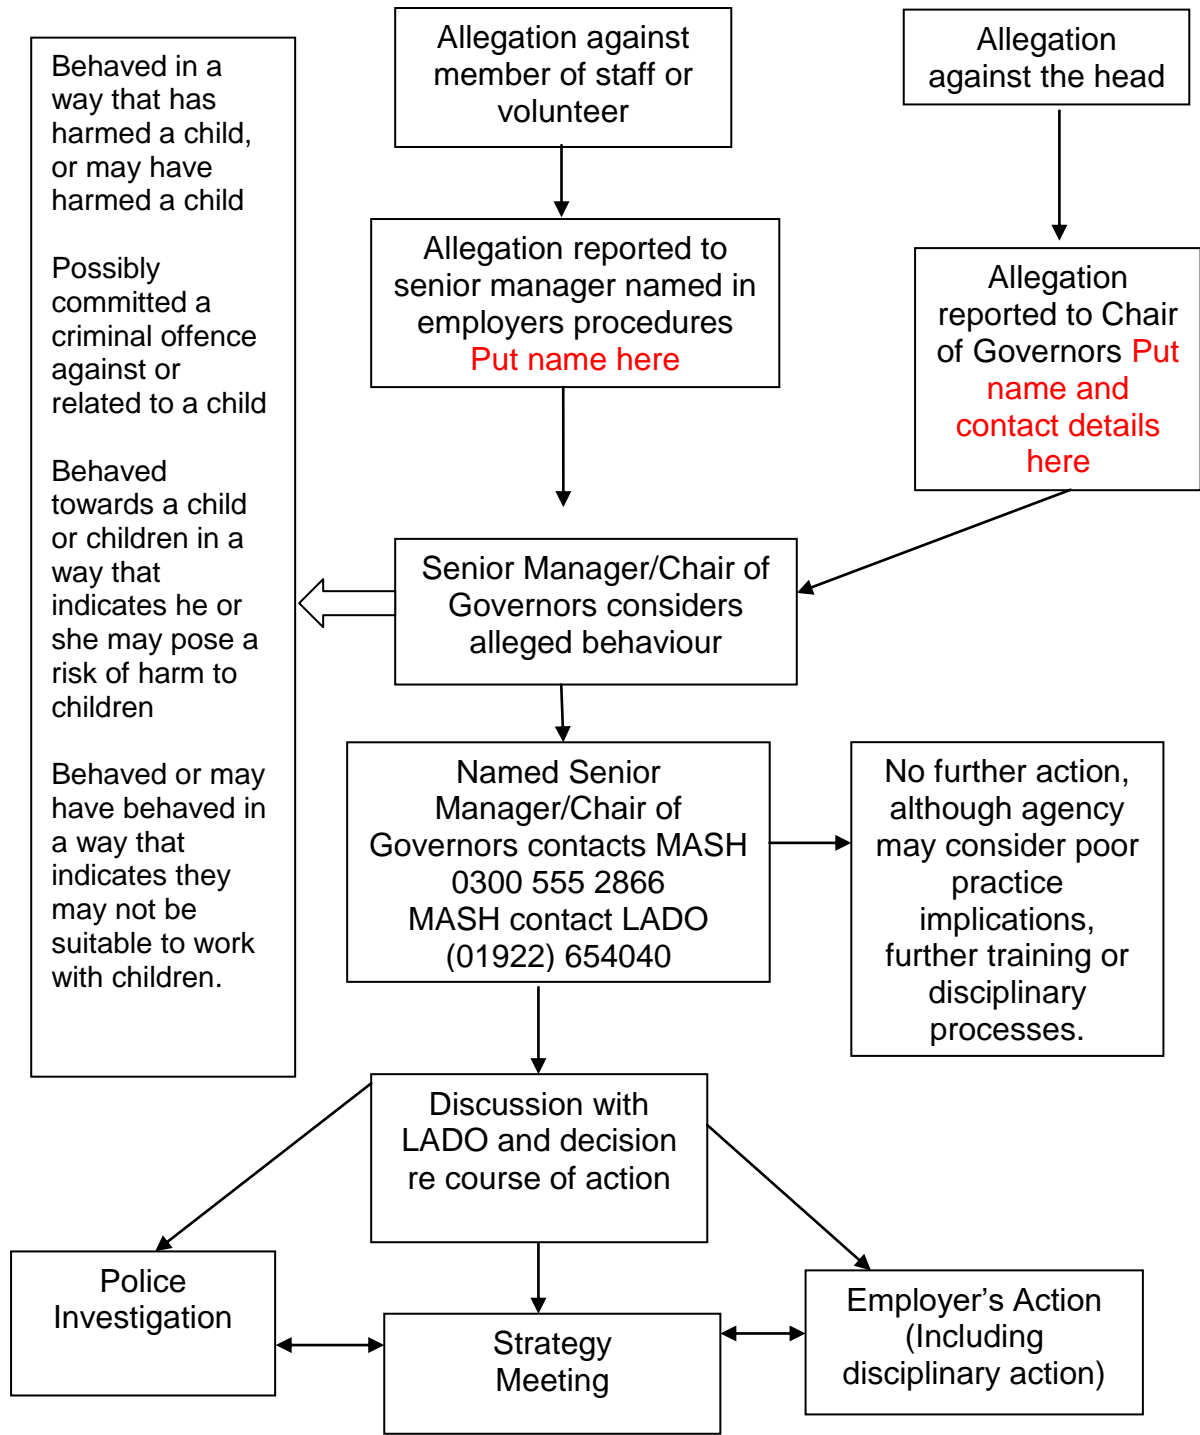 Behaved in a
way that has
harmed a child,
or may have
harmed a child
Possibly
committed a
criminal offence
against or
related to a child
Behaved
towards a child
or children in a
way that
indicates he or
she may pose a
risk of harm to
children
Behaved or may
have behaved in
a way that
indicates they
may not be
suitable to work
with children.
Allegation against
member of staff or
volunteer
Allegation
against the head
Allegation reported to
senior manager named in
employers procedures
Put name here
Allegation
reported to Chair
of Governors Put
name and
contact details
here
Senior Manager/Chair of
Governors considers
alleged behaviour
Named Senior
Manager/Chair of
Governors contacts MASH
0300 555 2866
MASH contact LADO
(01922) 654040
No further action,
although agency
may consider poor
practice
implications,
further training or
disciplinary
processes.
Discussion with
LADO and decision
re course of action
Police
Investigation
Strategy
Meeting
Employer’s Action
(Including
disciplinary action)